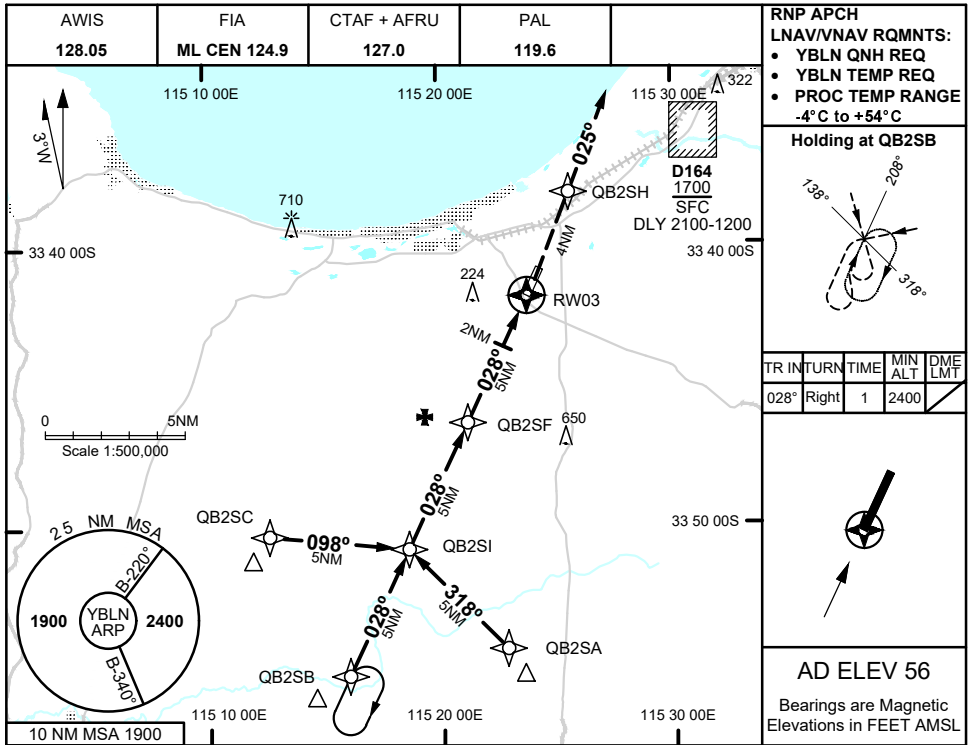 AWIS
128.05
FIA
ML CEN 124.9
CTAF + AFRU
127.0
PAL
119.6
RNP APCH
LNAV/VNAV RQMNTS:
• YBLN QNH REQ
• YBLN TEMP REQ
• PROC TEMP RANGE
-4°C to +54°C
115 10 00E
115 20 00E
115 30 00E
322
3°W
025°
QB2SH
D164
1700
SFC
DLY 2100-1200
710
4NM
33 40 00S
33 40 00S
224
RW03
2NM
028°
5NM
0
5NM
Scale 1:500,000
QB2SF
650
028°
5NM
QB2SC
33 50 00S
098°
5NM
QB2SI
25 NM MSA
B-220°
1900
YBLN
ARP
2400
B-340°
028°
5NM
318°
5NM
QB2SA
QB2SB
115 10 00E
115 20 00E
115 30 00E
10 NM MSA 1900
Holding at QB2SB
138°
208°
318°
TR IN
TURN
TIME
MIN
ALT
DME
LMT
028°
Right
1
2400
AD ELEV 56
Bearings are Magnetic
Elevations in FEET AMSL